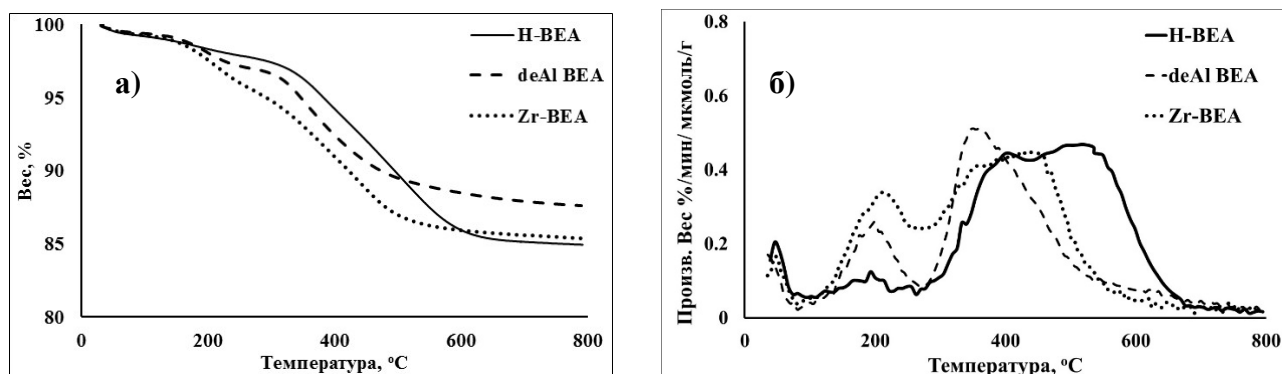 а)
H-BEA
deAl BEA
Zr-BEA
Вес, %
100
95
90
85
80
0
200
400
600
800
Температура, °C
б)
H-BEA
deAl BEA
Zr-BEA
Произв. Вес %/мин/ мкмоль/г
0.8
0.6
0.4
0.2
0
0
200
400
600
800
Температура, °C